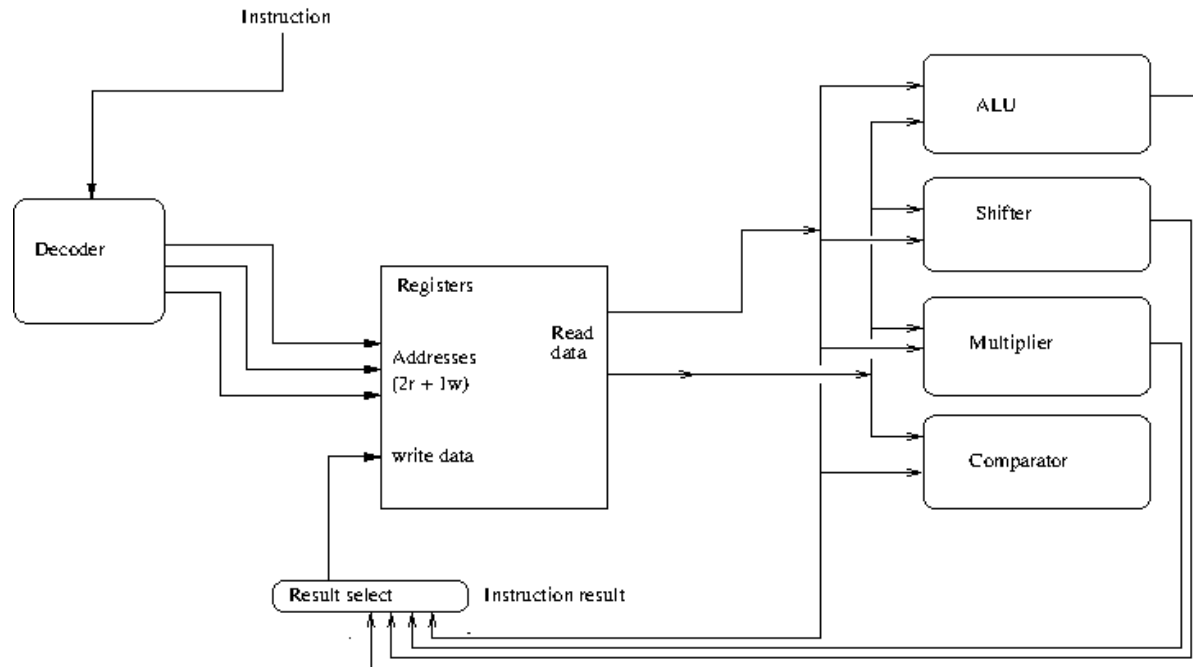 Instruction
ALU
Shifter
Decoder
Registers
Read
data
Addresses
(2r + 1w)
Multiplier
write data
Comparator
Result select
Instruction result